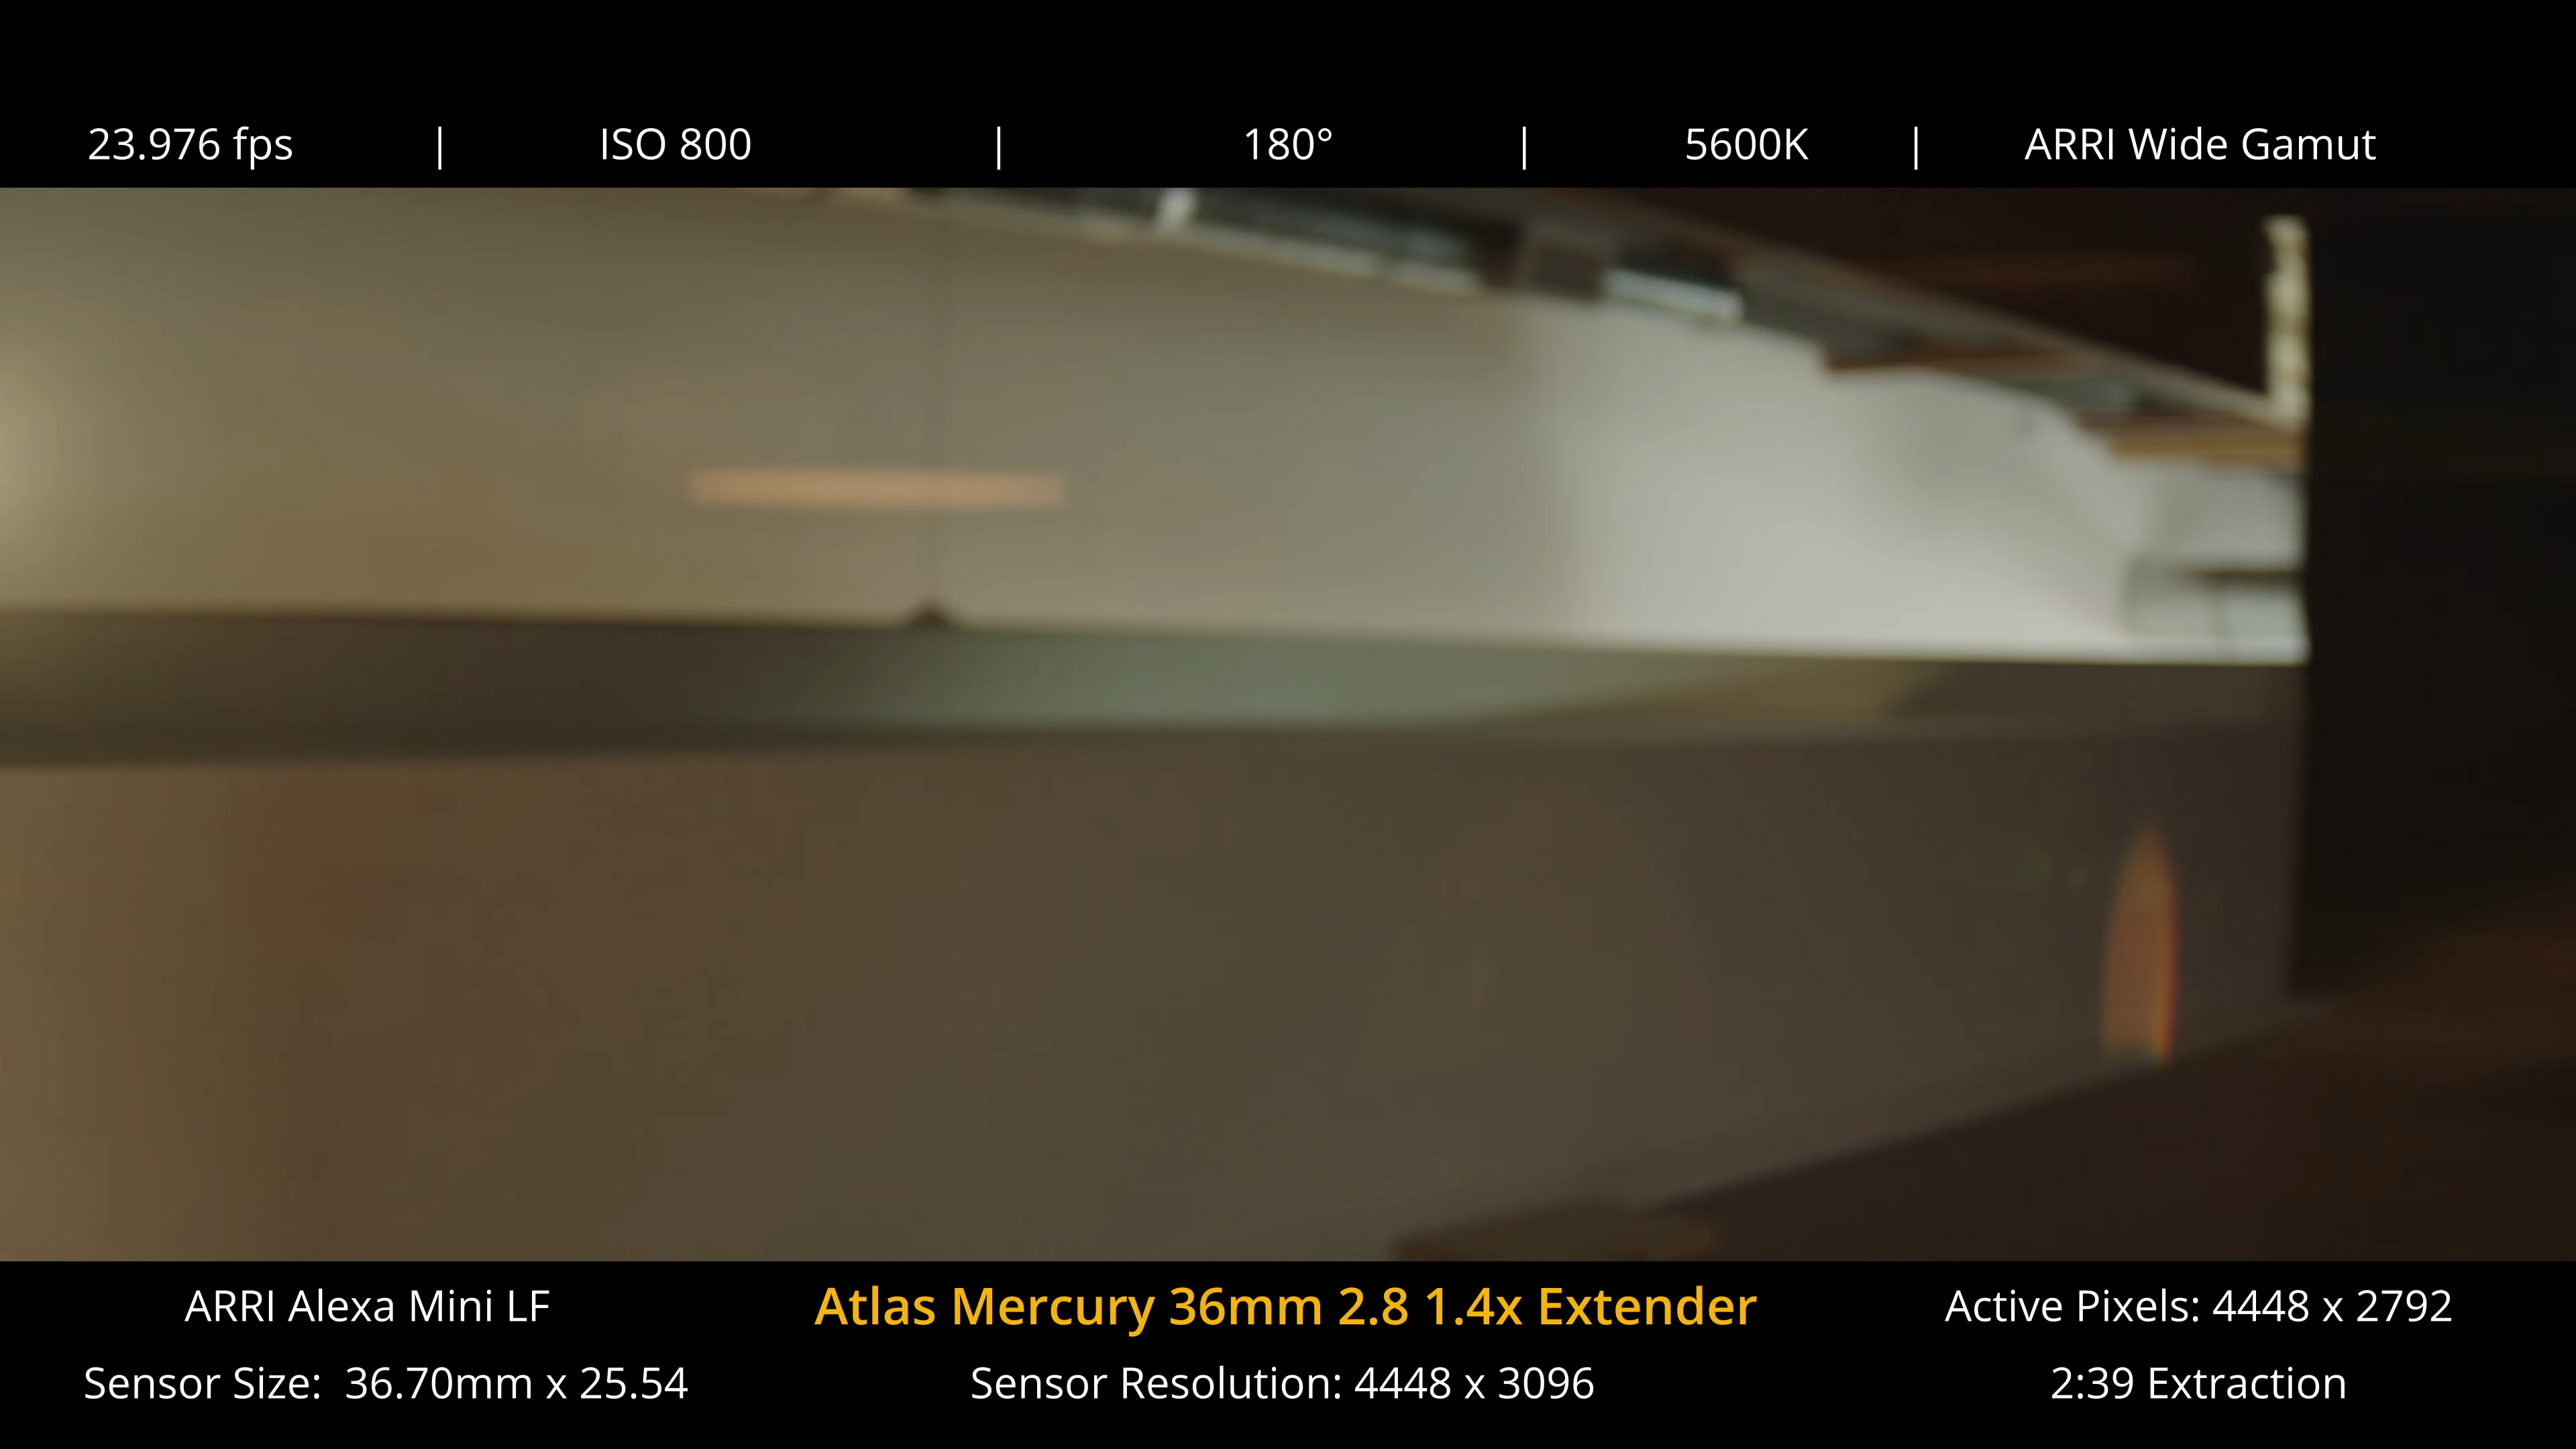 23.976 fps | ISO 800 | 180° | 5600K | ARRI Wide Gamut
ARRI Alexa Mini LF
Atlas Mercury 36mm 2.8 1.4x Extender
Active Pixels: 4448 x 2792
Sensor Size: 36.70mm x 25.54
Sensor Resolution: 4448 x 3096
2:39 Extraction